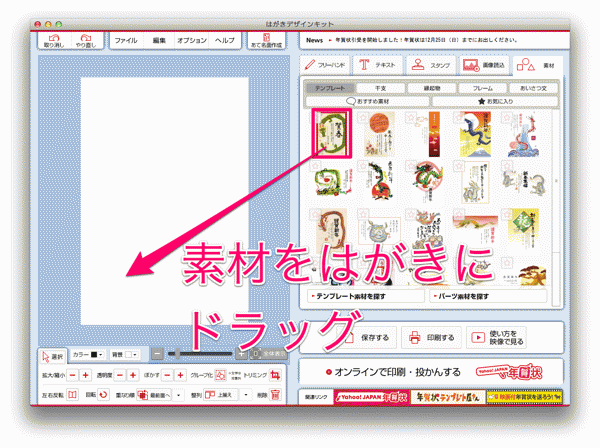 はがきデザインキット
取り消し やり直し ファイル 編集 オプション ヘルプ あて名面作成
News ▶ 年賀状引受を開始しました！年賀状は12月25日（日）までにお出しください。
フリーハンド テキスト スタンプ 画像読込 素材
テンプレート 干支 縁起物 フレーム あいさつ文
おすすめ素材 お気に入り
素材をはがきに
ドラッグ
テンプレート素材を探す パーツ素材を探す
保存する 印刷する 使い方を
映像で見る
選択 カラー 背景 全体表示
オンラインで印刷・投かんする Yahoo! JAPAN 年賀状
拡大/縮小 透明度 ぼかす グループ化 トリミング
左右反転 回転 重なり順 最前面へ 整列 上揃え 削除
関連リンク Yahoo! JAPAN 年賀状 年賀状テンプレート屋さん 映画付年賀状を送ろう！